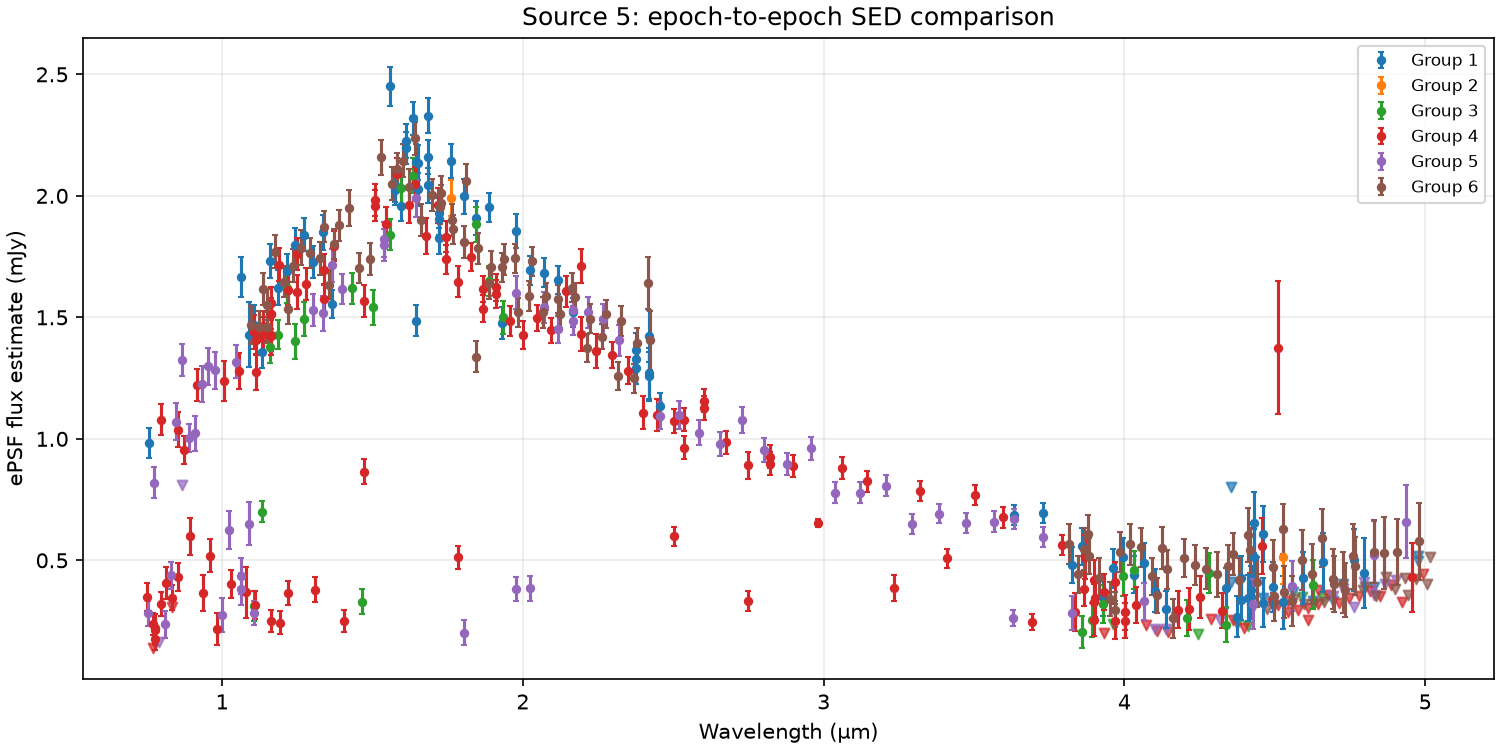 Source 5: epoch-to-epoch SED comparison
ePSF flux estimate (mJy)
2.5
2.0
1.5
1.0
0.5
Group 1
Group 2
Group 3
Group 4
Group 5
Group 6
1
2
3
4
5
Wavelength (μm)